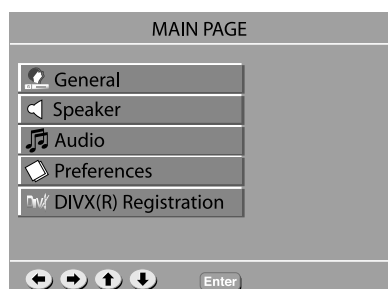 MAIN PAGE
General
Speaker
Audio
Preferences
DIVX(R) Registration
Enter